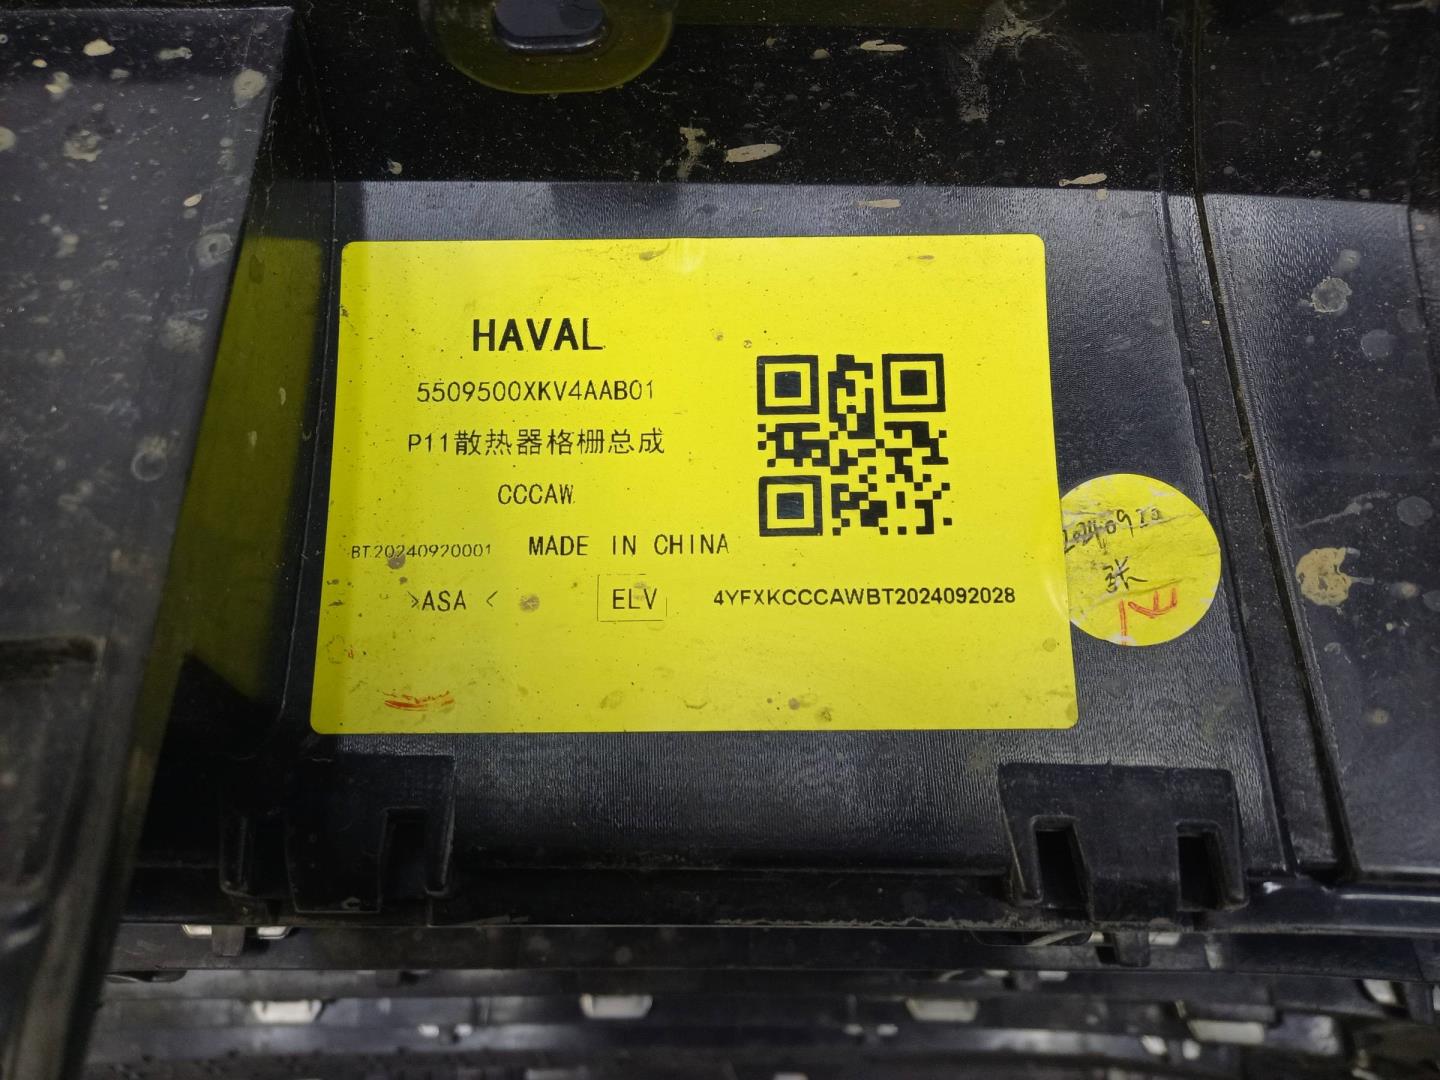 HAVAL
5509500XKV4AAB01
P11散热器格栅总成
CCCAW
BT20240920001 MADE IN CHINA
>ASA< ELV 4YFXKCCCAWBT2024092028
张